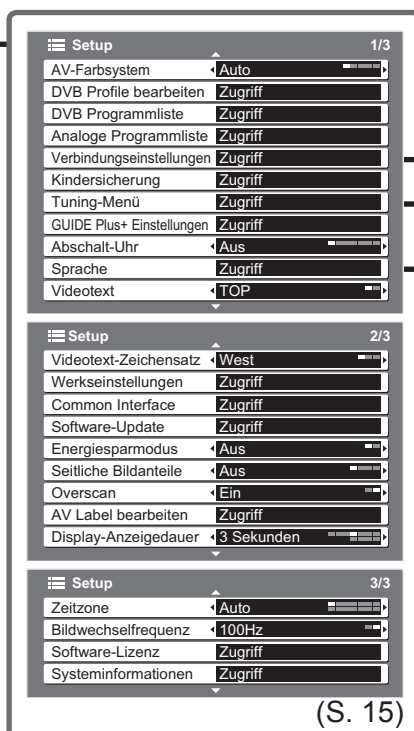 Setup 1/3
AV-Farbsystem Auto
DVB Profile bearbeiten Zugriff
DVB Programmliste Zugriff
Analoge Programmliste Zugriff
Verbindungseinstellungen Zugriff
Kindersicherung Zugriff
Tuning-Menü Zugriff
GUIDE Plus+ Einstellungen Zugriff
Abschalt-Uhr Aus
Sprache Zugriff
Videotext TOP
Setup 2/3
Videotext-Zeichensatz West
Werkseinstellungen Zugriff
Common Interface Zugriff
Software-Update Zugriff
Energiesparmodus Aus
Seitliche Bildanteile Aus
Overscan Ein
AV Label bearbeiten Zugriff
Display-Anzeigedauer 3 Sekunden
Setup 3/3
Zeitzone Auto
Bildwechselfrequenz 100Hz
Software-Lizenz Zugriff
Systeminformationen Zugriff
(S. 15)